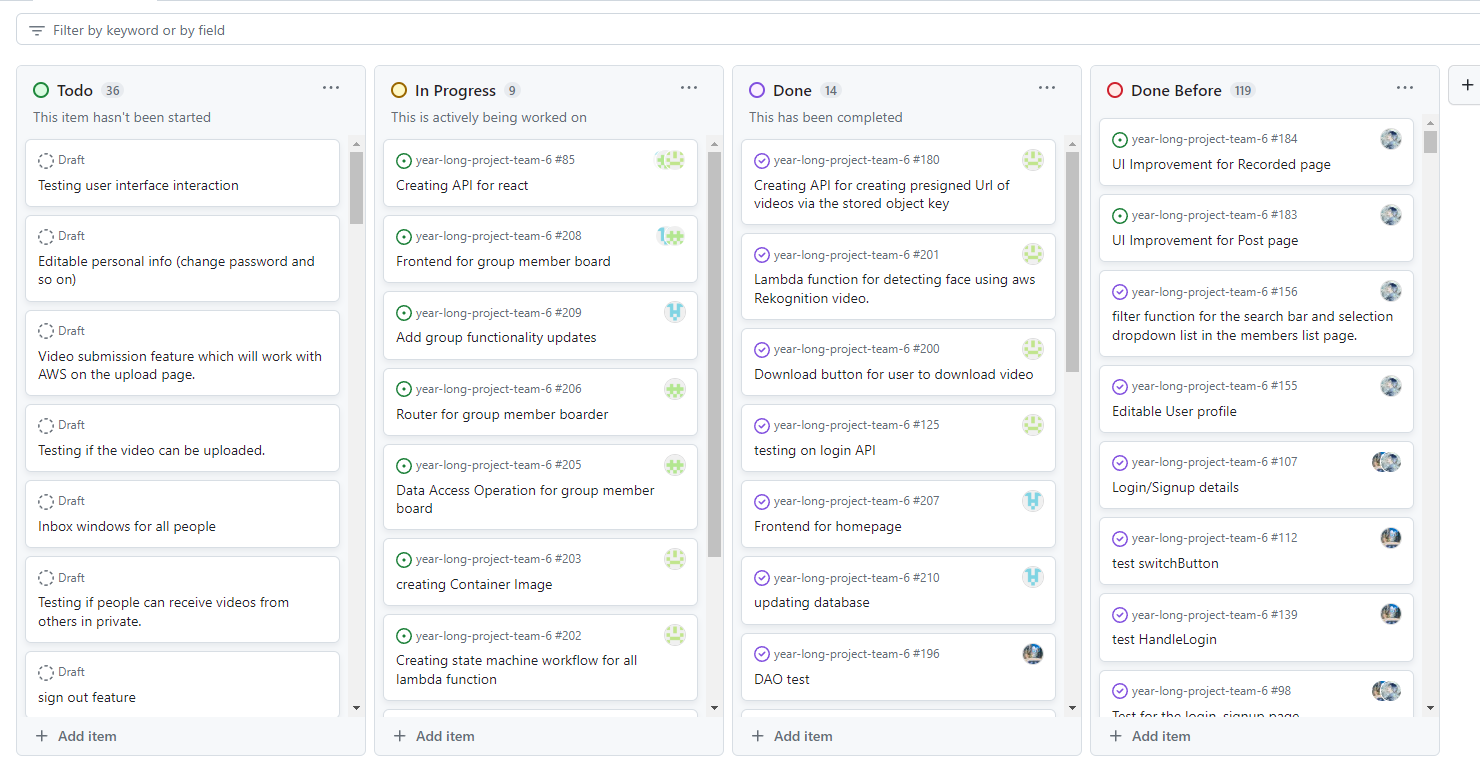 Filter by keyword or by field
Todo 36
This item hasn't been started
Draft
Testing user interface interaction
Draft
Editable personal info (change password and
so on)
Draft
Video submission feature which will work with
AWS on the upload page.
Draft
Testing if the video can be uploaded.
Draft
Inbox windows for all people
Draft
Testing if people can receive videos from
others in private.
Draft
sign out feature
+ Add item
In Progress 9
This is actively being worked on
year-long-project-team-6 #85
Creating API for react
year-long-project-team-6 #208
Frontend for group member board
year-long-project-team-6 #209
Add group functionality updates
year-long-project-team-6 #206
Router for group member boarder
year-long-project-team-6 #205
Data Access Operation for group member
board
year-long-project-team-6 #203
creating Container Image
year-long-project-team-6 #202
Creating state machine workflow for all
lambda function
+ Add item
Done 14
This has been completed
year-long-project-team-6 #180
Creating API for creating presigned Url of
videos via the stored object key
year-long-project-team-6 #201
Lambda function for detecting face using aws
Rekognition video.
year-long-project-team-6 #200
Download button for user to download video
year-long-project-team-6 #125
testing on login API
year-long-project-team-6 #207
Frontend for homepage
year-long-project-team-6 #210
updating database
year-long-project-team-6 #196
DAO test
+ Add item
Done Before 119
year-long-project-team-6 #184
UI Improvement for Recorded page
year-long-project-team-6 #183
UI Improvement for Post page
year-long-project-team-6 #156
filter function for the search bar and selection
dropdown list in the members list page.
year-long-project-team-6 #155
Editable User profile
year-long-project-team-6 #107
Login/Signup details
year-long-project-team-6 #112
test switchButton
year-long-project-team-6 #139
test HandleLogin
year-long-project-team-6 #98
Test for the login, signup page
+ Add item